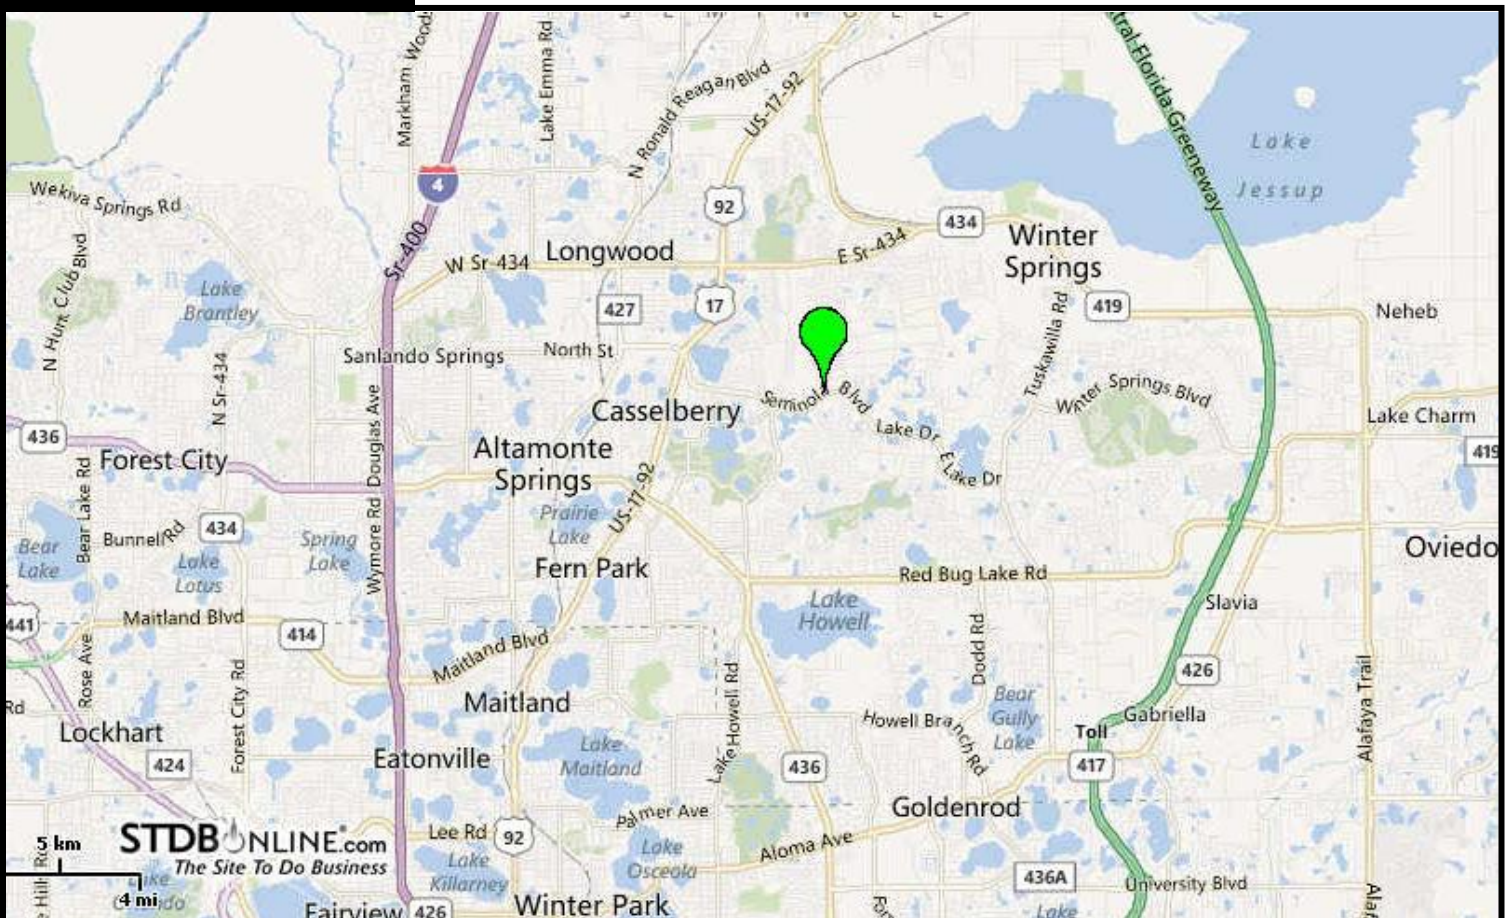 S E M I N O L E
Markham Woods
Lake Emma Rd
N Ronald Reagan Blvd
US-17-92
tral Florida Greeneway
Lake
Jessup
4
Wekiva Springs Rd
92
434
Sr-400
W Sr-434
Longwood
E Sr-434
Winter
Springs
N Hunt Club Blvd
Lake
Brantley
427
17
419
Neheb
Tuskawilla Rd
Sanlando Springs
North St
N Sr-434
Seminola Blvd
Winter Springs Blvd
Casselberry
Lake Dr
Lake Charm
436
Forest City
Douglas Ave
Altamonte
Springs
E Lake Dr
419
Bear Lake Rd
US-17-92
Prairie
Lake
Bunnell Rd
434
Spring
Lake
Wymore Rd
Bear
Lake
Lake
Lotus
Oviedo
Fern Park
Red Bug Lake Rd
Lake
Howell
Slavia
441
Maitland Blvd
414
Maitland Blvd
Dodd Rd
Rose Ave
Forest City Rd
426
Rd
Maitland
Lake Howell Rd
Bear
Gully
Lake
Howell Branch Rd
Gabriella
Alafaya Trail
Lockhart
Toll
424
Eatonville
Lake
Maitland
436
417
Goldenrod
Palmer Ave
5 km
STDBONLINE.com
The Site To Do Business
Lee Rd
92
Aloma Ave
Lake
Killarney
Lake
Osceola
436A
University Blvd
4 mi
Lake
Fairview
426
Winter Park
Lake